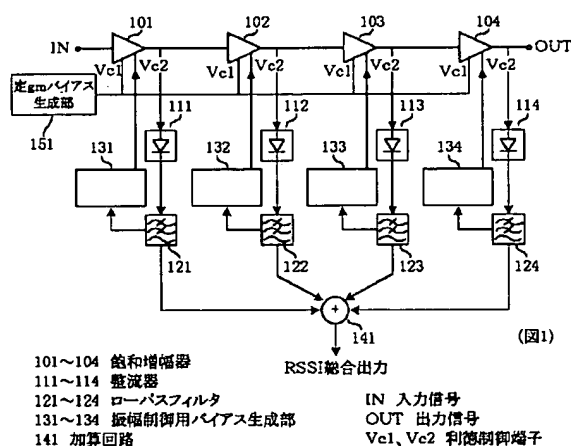 101
102
103
104
IN
OUT
Vc1
Vc2
Vc1
Vc2
Vc1
Vc2
Vc1
Vc2
定gmバイアス
生成部
151
111
112
113
114
131
132
133
134
121
122
123
124
+
141
(図1)
RSSI総合出力
101～104 飽和増幅器
111～114 整流器
121～124 ローパスフィルタ
131～134 振幅制御用バイアス生成部
141 加算回路
IN 入力信号
OUT 出力信号
Vc1、Vc2 利徳制御端子